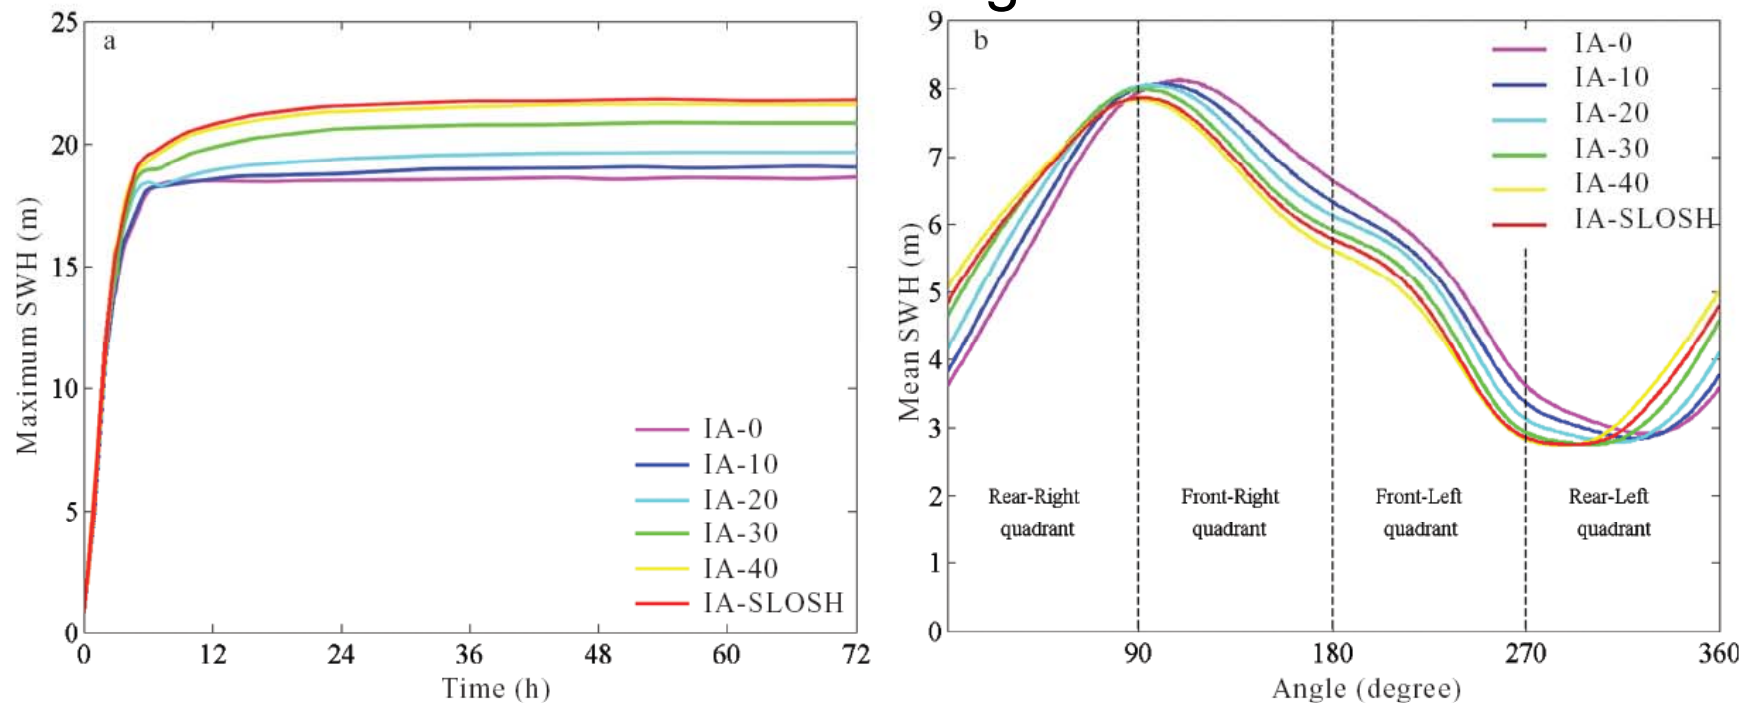 g
a
25
20
15
10
5
0
Maximum SWH (m)
IA-0
IA-10
IA-20
IA-30
IA-40
IA-SLOSH
0 12 24 36 48 60 72
Time (h)
b
9
8
7
6
5
4
3
2
1
0
Mean SWH (m)
IA-0
IA-10
IA-20
IA-30
IA-40
IA-SLOSH
Rear-Right
quadrant
Front-Right
quadrant
Front-Left
quadrant
Rear-Left
quadrant
90 180 270 360
Angle (degree)